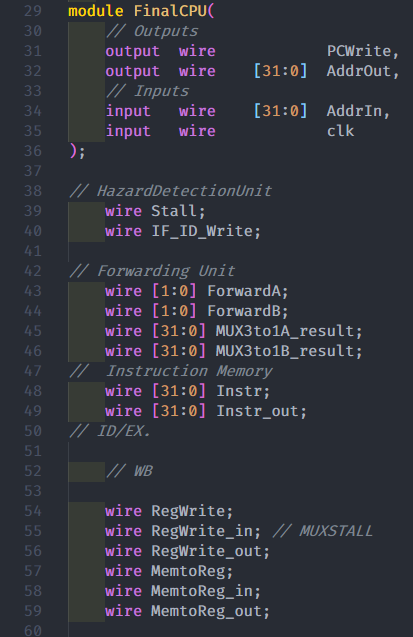 29 module FinalCPU(
30 // Outputs
31 output wire PCWrite,
32 output wire [31:0] AddrOut,
33 // Inputs
34 input wire [31:0] AddrIn,
35 input wire clk
36 );
37
38 // HazardDetectionUnit
39 wire Stall;
40 wire IF_ID_Write;
41
42 // Forwarding Unit
43 wire [1:0] ForwardA;
44 wire [1:0] ForwardB;
45 wire [31:0] MUX3to1A_result;
46 wire [31:0] MUX3to1B_result;
47 // Instruction Memory
48 wire [31:0] Instr;
49 wire [31:0] Instr_out;
50 // ID/EX.
51
52 // WB
53
54 wire RegWrite;
55 wire RegWrite_in; // MUXSTALL
56 wire RegWrite_out;
57 wire MemtoReg;
58 wire MemtoReg_in;
59 wire MemtoReg_out;
60